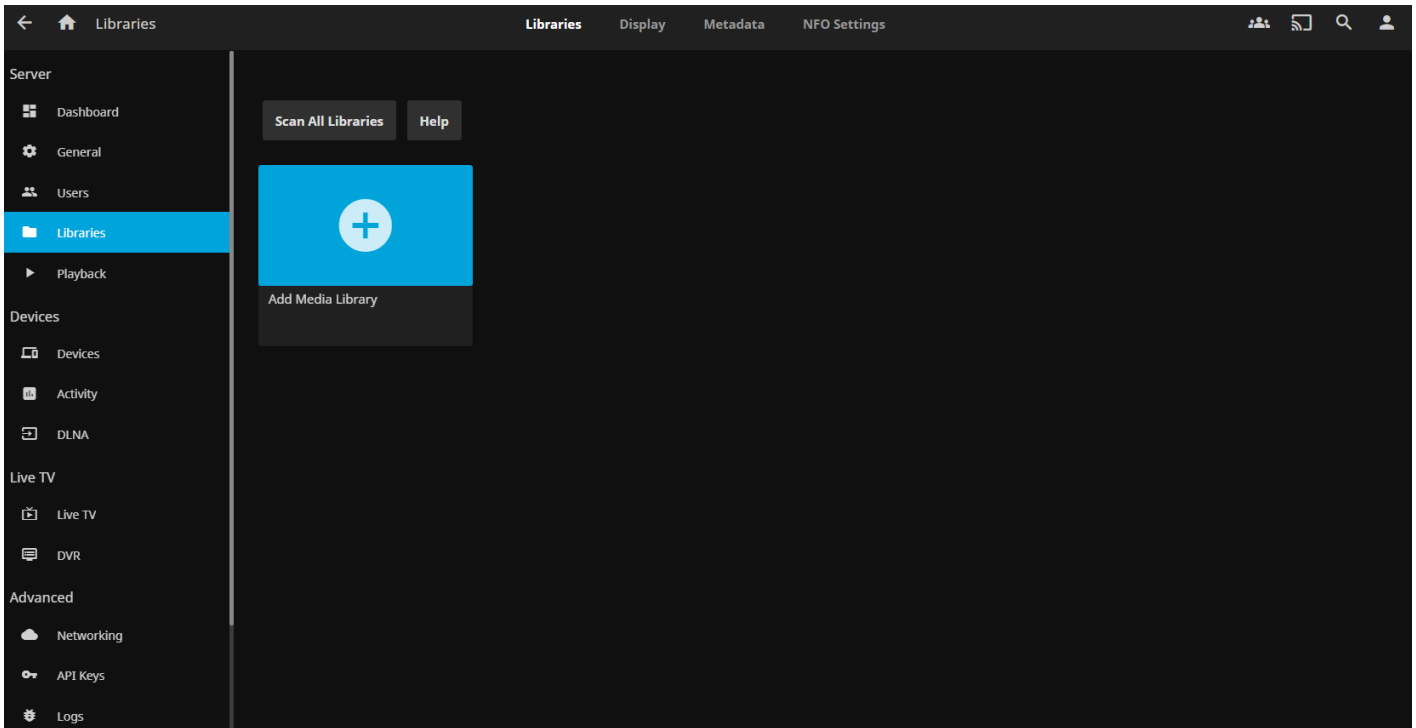 Libraries
Libraries Display Metadata NFO Settings
Server
Dashboard
General
Users
Libraries
Playback
Devices
Devices
Activity
DLNA
Live TV
Live TV
DVR
Advanced
Networking
API Keys
Logs
Scan All Libraries Help
Add Media Library